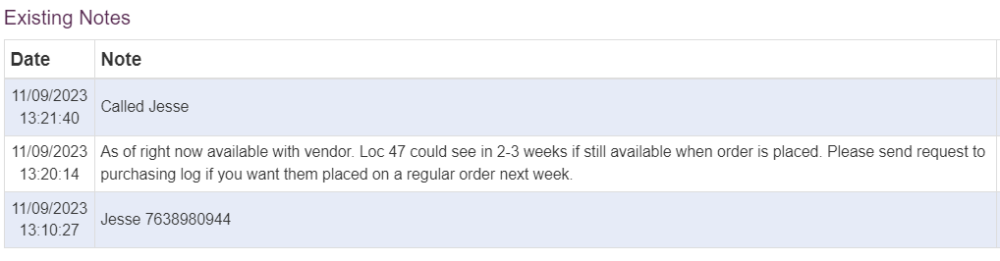 Existing Notes
Date Note
11/09/2023
13:21:40
Called Jesse
11/09/2023
13:20:14
As of right now available with vendor. Loc 47 could see in 2-3 weeks if still available when order is placed. Please send request to
purchasing log if you want them placed on a regular order next week.
11/09/2023
13:10:27
Jesse 7638980944